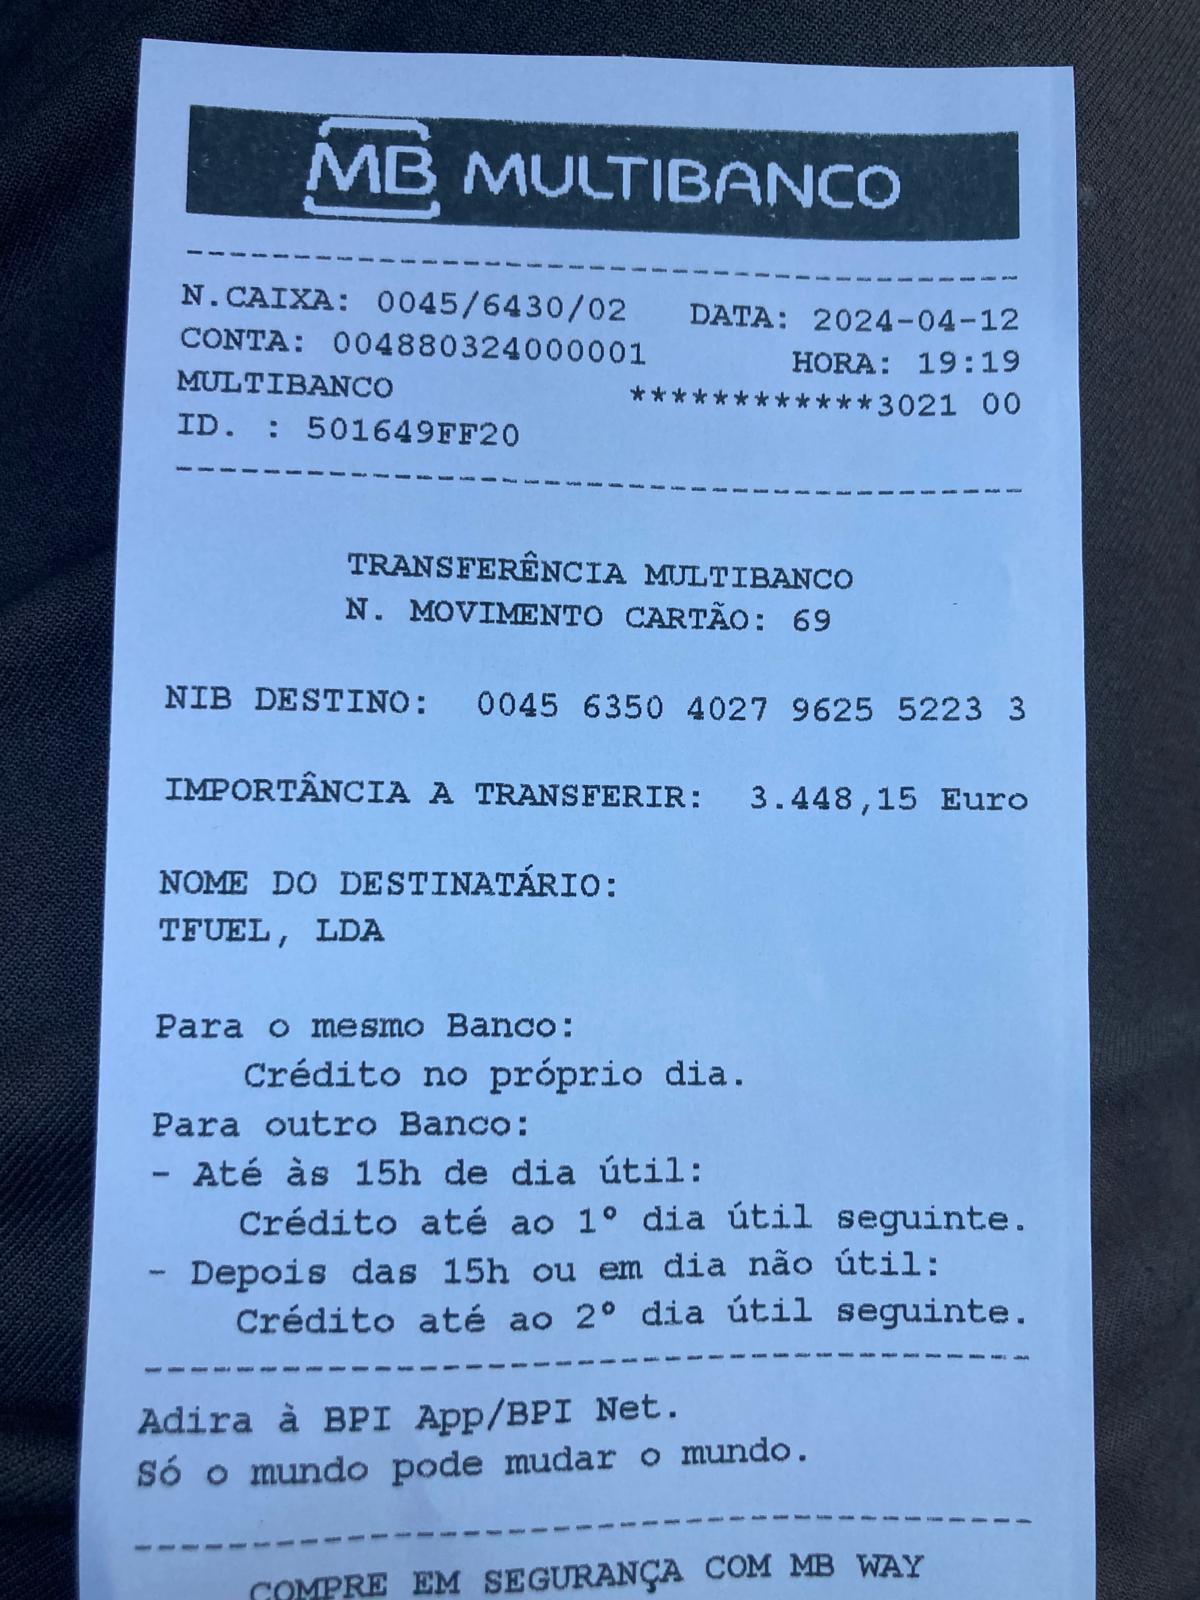 MB MULTIBANCO
N.CAIXA: 0045/6430/02 DATA: 2024-04-12
CONTA: 004880324000001 HORA: 19:19
MULTIBANCO ************3021 00
ID. : 501649FF20
TRANSFERÊNCIA MULTIBANCO
N. MOVIMENTO CARTÃO: 69
NIB DESTINO: 0045 6350 4027 9625 5223 3
IMPORTÂNCIA A TRANSFERIR: 3.448,15 Euro
NOME DO DESTINATÁRIO:
TFUEL, LDA
Para o mesmo Banco:
Crédito no próprio dia.
Para outro Banco:
- Até às 15h de dia útil:
Crédito até ao 1º dia útil seguinte.
- Depois das 15h ou em dia não útil:
Crédito até ao 2º dia útil seguinte.
Adira à BPI App/BPI Net.
Só o mundo pode mudar o mundo.
COMPRE EM SEGURANÇA COM MB WAY